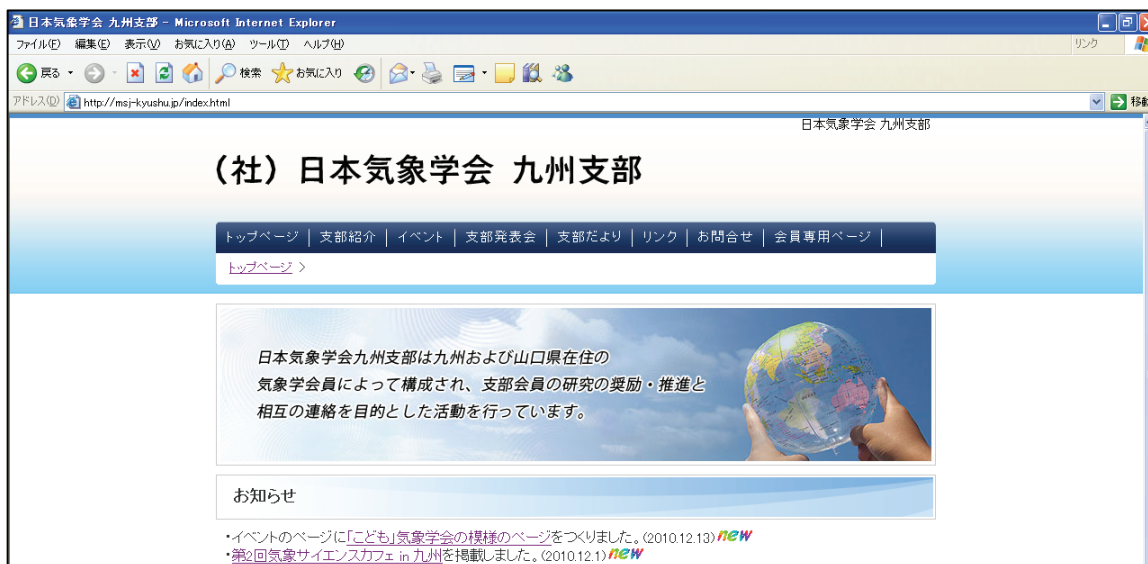 日本気象学会 九州支部 - Microsoft Internet Explorer
ファイル(F) 編集(E) 表示(V) お気に入り(A) ツール(T) ヘルプ(H)
リンク
戻る 検索 お気に入り
アドレス(D) http://msj-kyushu.jp/index.html 移動
日本気象学会 九州支部
(社) 日本気象学会 九州支部
トップページ | 支部紹介 | イベント | 支部発表会 | 支部だより | リンク | お問合せ | 会員専用ページ |
トップページ >
日本気象学会九州支部は九州および山口県在住の
気象学会員によって構成され、支部会員の研究の奨励・推進と
相互の連絡を目的とした活動を行っています。
お知らせ
・イベントのページに「こども」気象学会の模様のページをつくりました。(2010.12.13) new
・第2回気象サイエンスカフェ in 九州を掲載しました。(2010.12.1) new